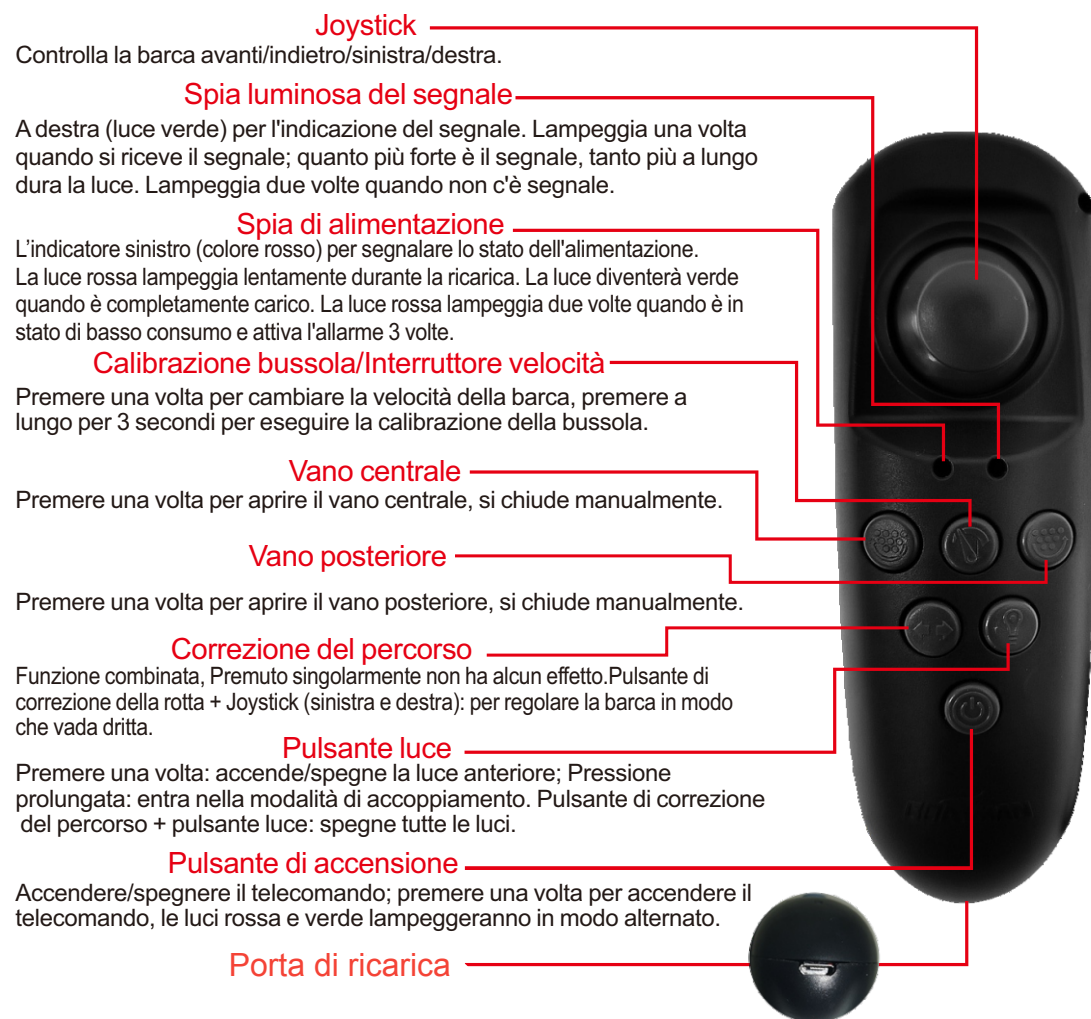 Joystick
Controlla la barca avanti/indietro/sinistra/destra.
Spia luminosa del segnale
A destra (luce verde) per l'indicazione del segnale. Lampeggia una volta
quando si riceve il segnale; quanto più forte è il segnale, tanto più a lungo
dura la luce. Lampeggia due volte quando non c'è segnale.
Spia di alimentazione
L’indicatore sinistro (colore rosso) per segnalare lo stato dell'alimentazione.
La luce rossa lampeggia lentamente durante la ricarica. La luce diventerà verde
quando è completamente carico. La luce rossa lampeggia due volte quando è in
stato di basso consumo e attiva l'allarme 3 volte.
Calibrazione bussola/Interruttore velocità
Premere una volta per cambiare la velocità della barca, premere a
lungo per 3 secondi per eseguire la calibrazione della bussola.
Vano centrale
Premere una volta per aprire il vano centrale, si chiude manualmente.
Vano posteriore
Premere una volta per aprire il vano posteriore, si chiude manualmente.
Correzione del percorso
Funzione combinata, Premuto singolarmente non ha alcun effetto.Pulsante di
correzione della rotta + Joystick (sinistra e destra): per regolare la barca in modo
che vada dritta.
Pulsante luce
Premere una volta: accende/spegne la luce anteriore; Pressione
prolungata: entra nella modalità di accoppiamento. Pulsante di correzione
del percorso + pulsante luce: spegne tutte le luci.
Pulsante di accensione
Accendere/spegnere il telecomando; premere una volta per accendere il
telecomando, le luci rossa e verde lampeggeranno in modo alternato.
Porta di ricarica